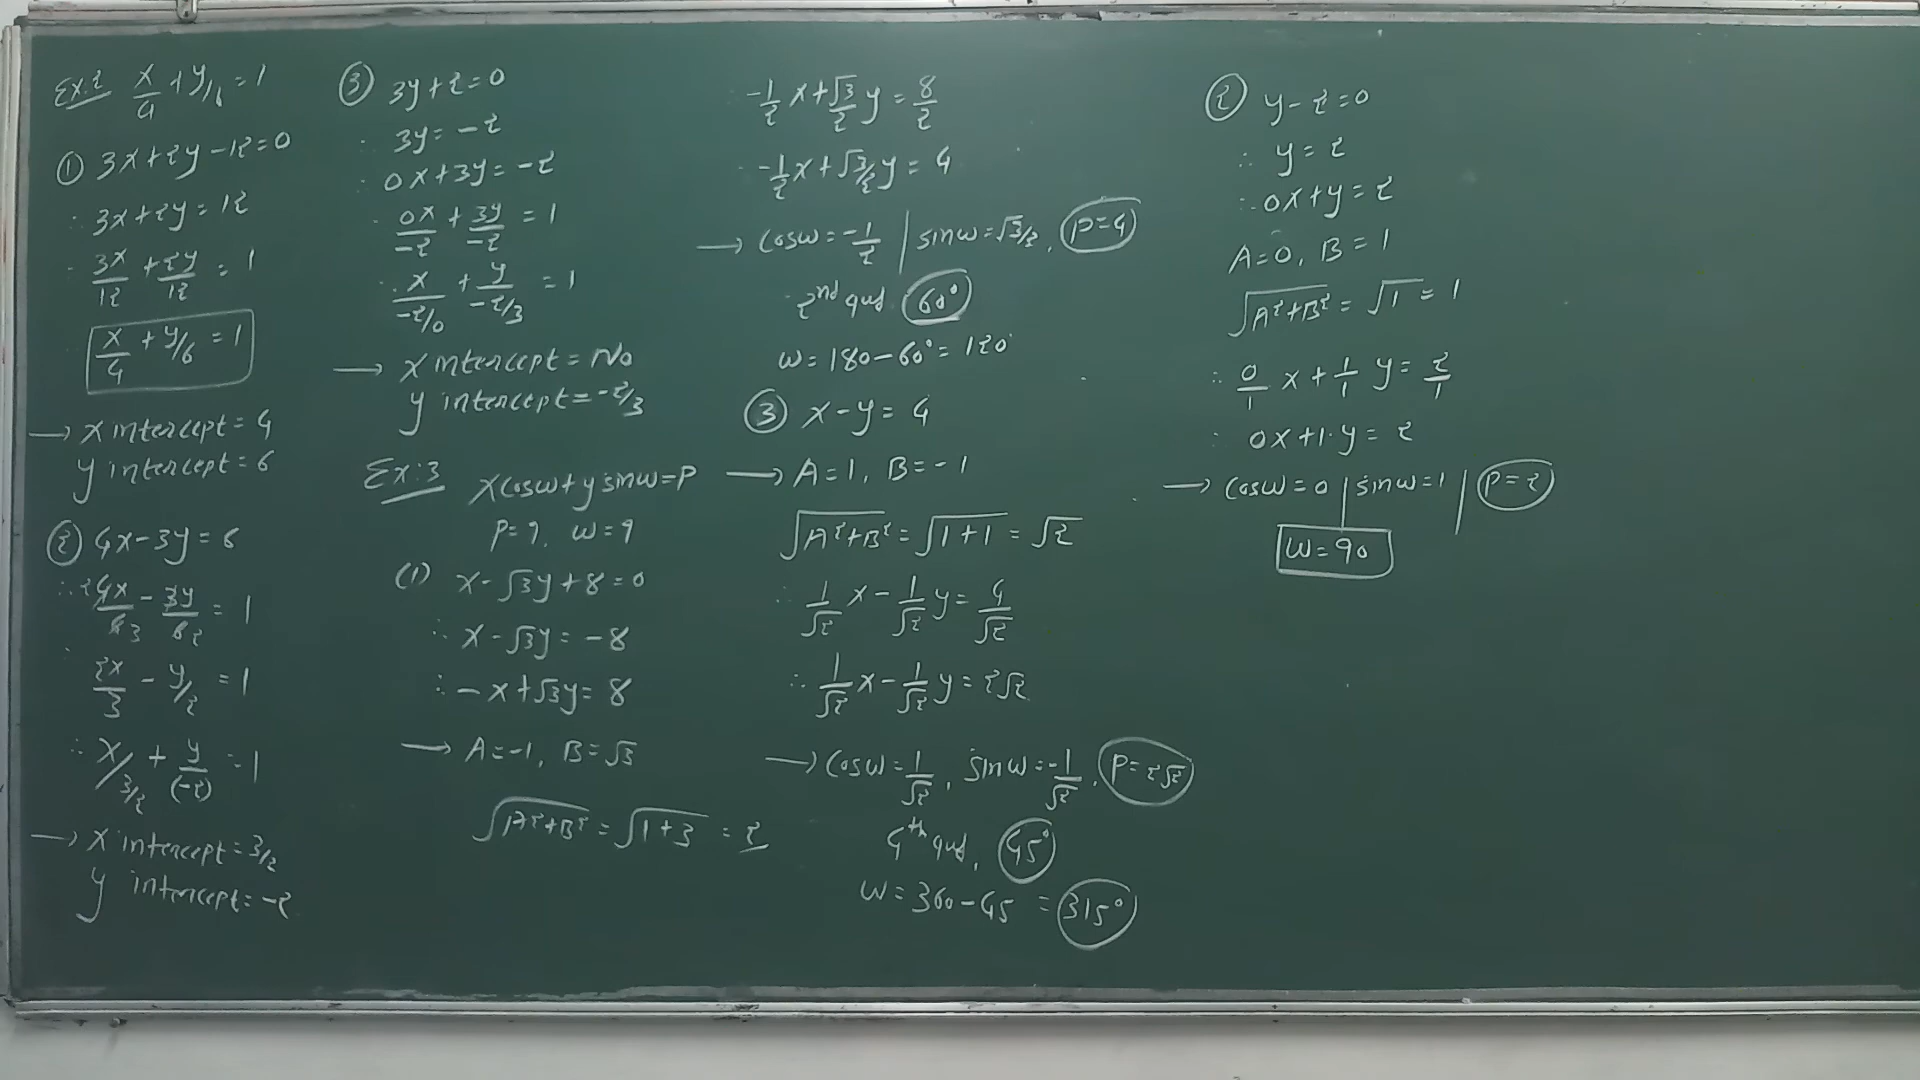 Ex:2 x/a + y/b = 1
① 3x+2y-12=0
∴ 3x+2y=12
∴ 3x/12 + 2y/12 = 1
x/4 + y/6 = 1
→ x intercept = 4
y intercept = 6
② 4x-3y=6
∴ 4x/6 - 3y/6 = 1
∴ 2x/3 - y/2 = 1
∴ x/3/2 + y/(-2) = 1
→ x intercept = 3/2
y intercept = -2
③ 3y+2=0
∴ 3y=-2
∴ 0x+3y=-2
∴ 0x/-2 + 3y/-2 = 1
∴ x/-2/0 + y/-2/3 = 1
→ x intercept = No
y intercept = -2/3
Ex:3 xcosω+ysinω=P
P=?, ω=?
(1) x-√3y+8=0
∴ x-√3y=-8
∴ -x+√3y=8
→ A=-1, B=√3
√A²+B² = √1+3 = 2
∴ -1/2 x + √3/2 y = 8/2
∴ -1/2 x + √3/2 y = 4
→ cosω = -1/2 | sinω = √3/2, P=4
2nd qud 60°
ω = 180-60° = 120°
③ x-y=4
→ A=1, B=-1
√A²+B² = √1+1 = √2
∴ 1/√2 x - 1/√2 y = 4/√2
∴ 1/√2 x - 1/√2 y = 2√2
→ cosω = 1/√2, sinω = -1/√2, P=2√2
4th qud, 45°
ω = 360-45 = 315°
② y-2=0
∴ y=2
∴ 0x+y=2
A=0, B=1
√A²+B² = √1 = 1
∴ 0/1 x + 1/1 y = 2/1
∴ 0x+1·y=2
→ cosω=0 | sinω=1 | P=2
ω=90